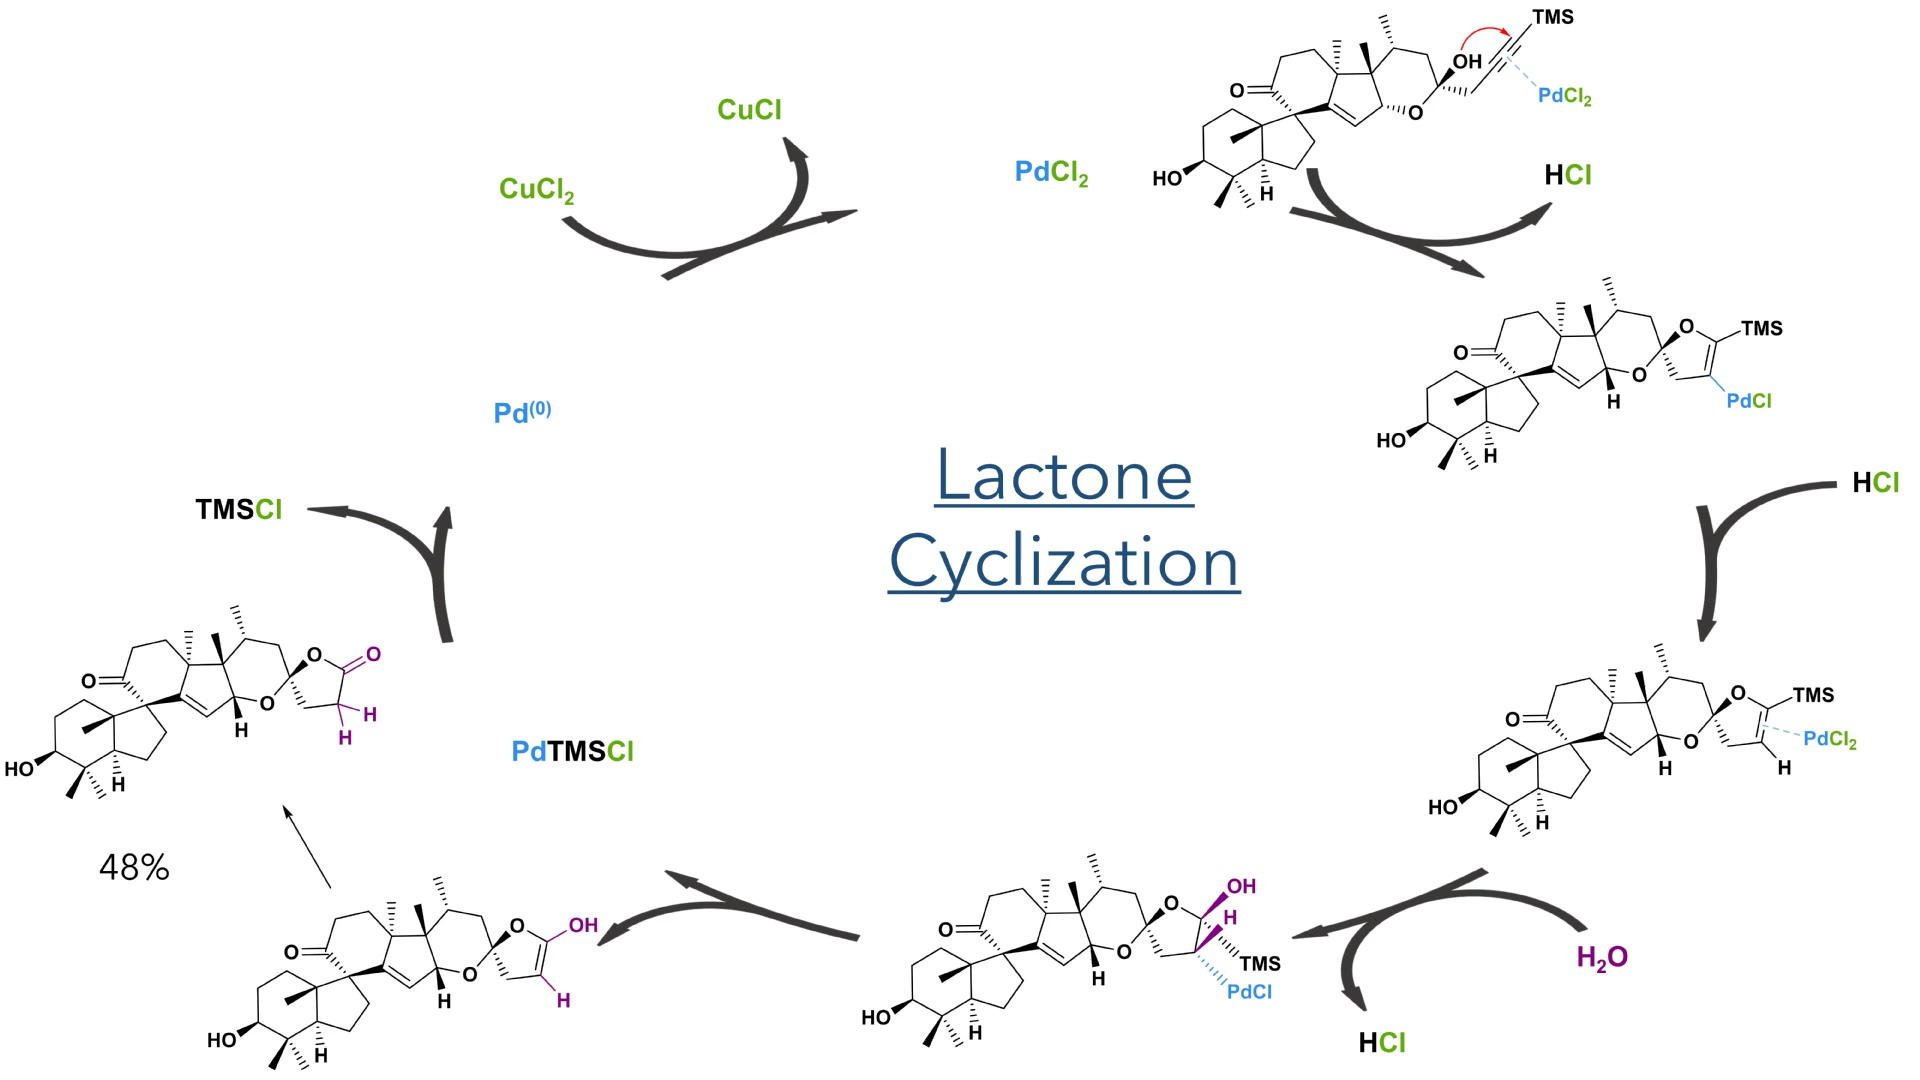 TMS
OH
PdCl2
O
O
HO
H
HCl
CuCl
CuCl2
PdCl2
O
TMS
O
O
PdCl
H
HO
H
Pd(0)
Lactone
Cyclization
HCl
TMSCl
O
O
O
O
H
H
H
HO
H
PdTMSCl
O
TMS
O
O
PdCl2
H
H
HO
H
48%
OH
O
H
O
O
TMS
H
PdCl
HO
H
H2O
HCl
O
OH
O
O
H
H
HO
H